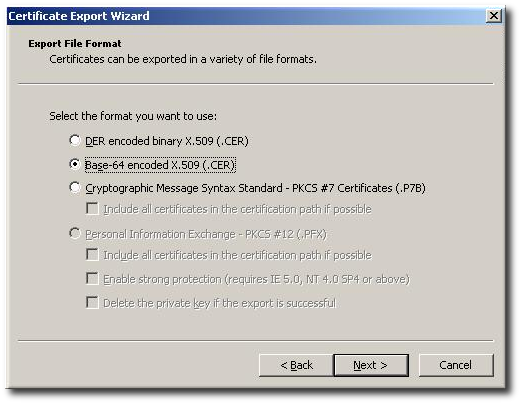 Certificate Export Wizard
Export File Format
Certificates can be exported in a variety of file formats.
Select the format you want to use:
DER encoded binary X.509 (.CER)
Base-64 encoded X.509 (.CER)
Cryptographic Message Syntax Standard - PKCS #7 Certificates (.P7B)
Include all certificates in the certification path if possible
Personal Information Exchange - PKCS #12 (.PFX)
Include all certificates in the certification path if possible
Enable strong protection (requires IE 5.0, NT 4.0 SP4 or above)
Delete the private key if the export is successful
< Back Next > Cancel